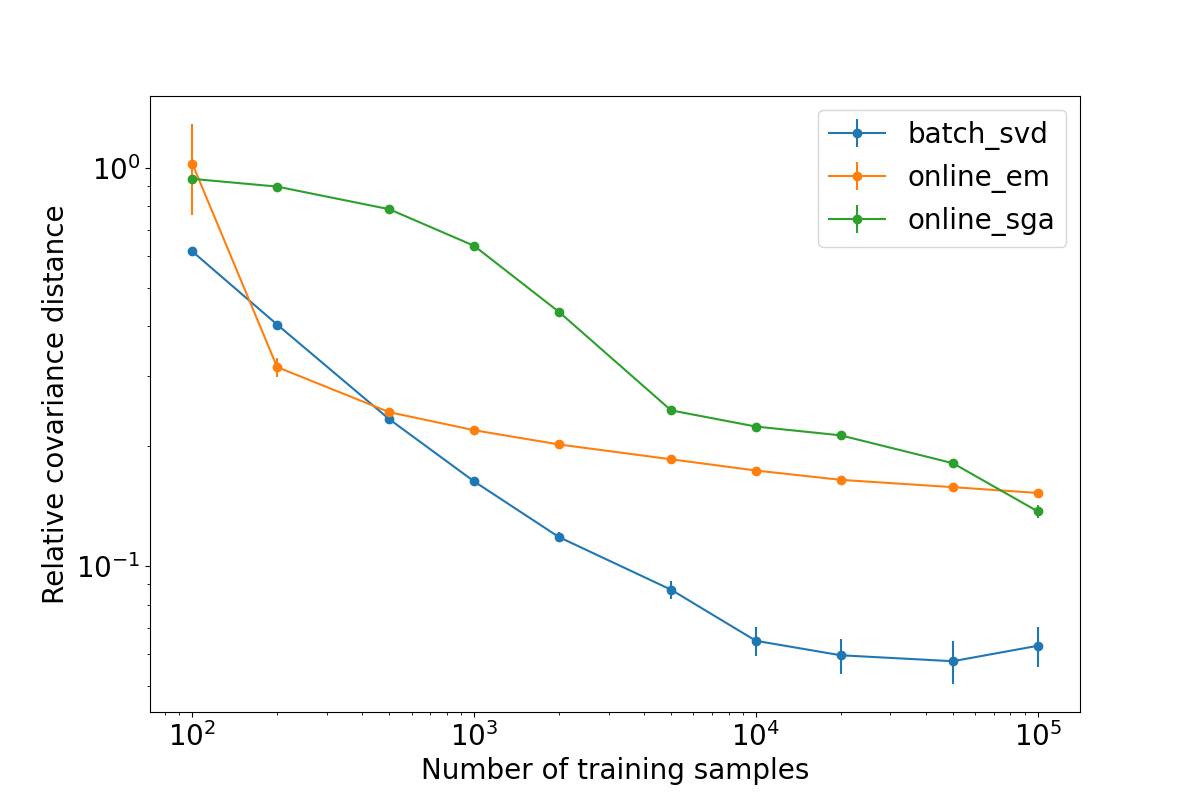 batch_svd
online_em
online_sga
Relative covariance distance
10⁰
10⁻¹
10² 10³ 10⁴ 10⁵
Number of training samples